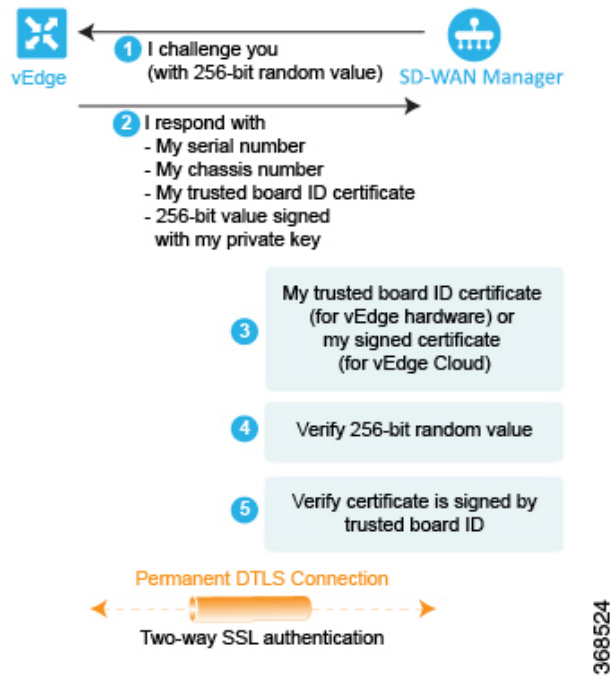 1 I challenge you
(with 256-bit random value)
vEdge
SD-WAN Manager
2 I respond with
- My serial number
- My chassis number
- My trusted board ID certificate
- 256-bit value signed
with my private key
3 My trusted board ID certificate
(for vEdge hardware) or
my signed certificate
(for vEdge Cloud)
4 Verify 256-bit random value
5 Verify certificate is signed by
trusted board ID
Permanent DTLS Connection
Two-way SSL authentication
368524